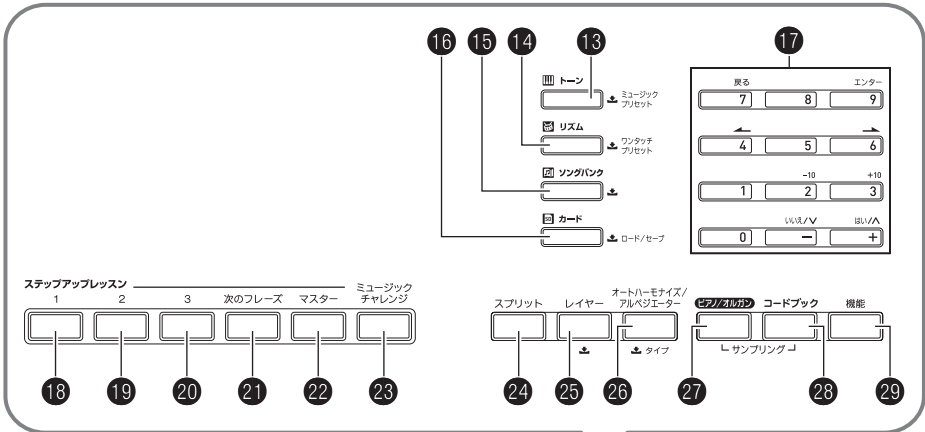 16 15 14 13 17
トーン
ミュージック
プリセット
リズム
ワンタッチ
プリセット
ソングバンク
カード
ロード/セーブ
戻る エンター
7 8 9
4 5 6
-10 +10
1 2 3
いいえ/∨ はい/∧
0 − +
ステップアップレッスン
1 2 3 次のフレーズ マスター ミュージック
チャレンジ
スプリット レイヤー オートハーモナイズ/
アルペジエーター
タイプ
ピアノ/オルガン コードブック 機能
サンプリング
18 19 20 21 22 23 24 25 26 27 28 29